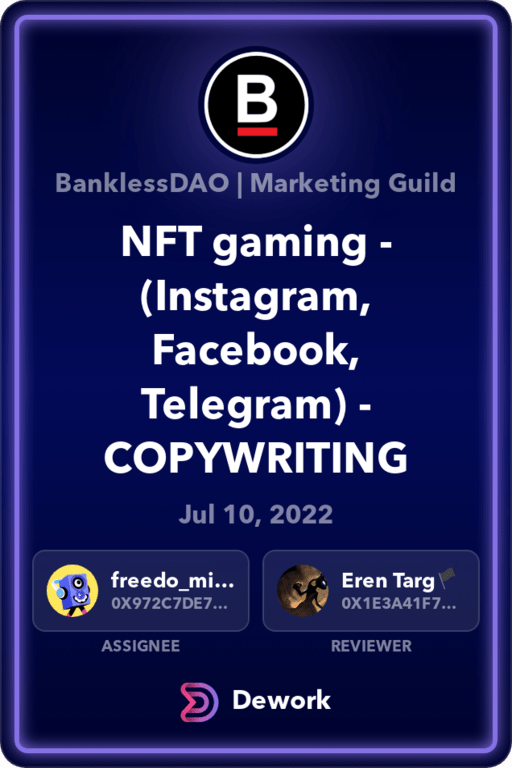 B
BanklessDAO | Marketing Guild
NFT gaming -
(Instagram,
Facebook,
Telegram) -
COPYWRITING
Jul 10, 2022
freedo_mi...
0X972C7DE7...
ASSIGNEE
Eren Targ🏴
0X1E3A41F7...
REVIEWER
Dework